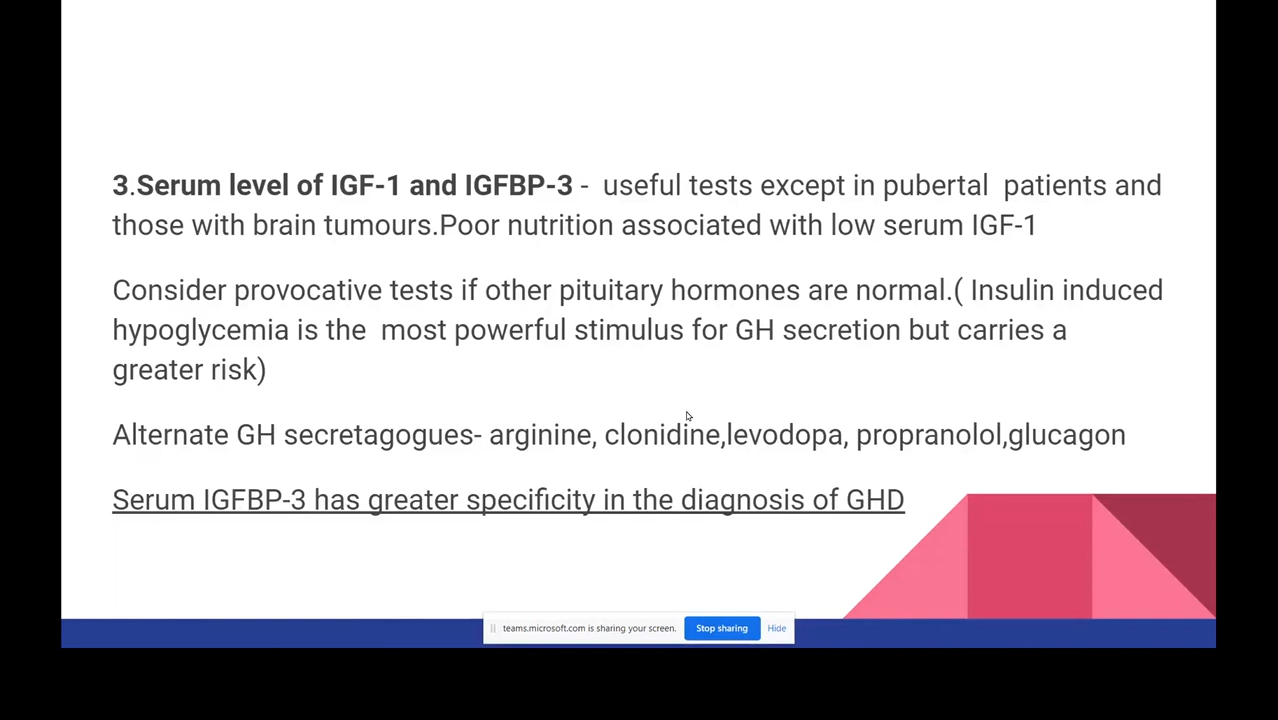 3.Serum level of IGF-1 and IGFBP-3 - useful tests except in pubertal patients and
those with brain tumours.Poor nutrition associated with low serum IGF-1
Consider provocative tests if other pituitary hormones are normal.( Insulin induced
hypoglycemia is the most powerful stimulus for GH secretion but carries a
greater risk)
Alternate GH secretagogues- arginine, clonidine,levodopa, propranolol,glucagon
Serum IGFBP-3 has greater specificity in the diagnosis of GHD
teams.microsoft.com is sharing your screen. Stop sharing Hide